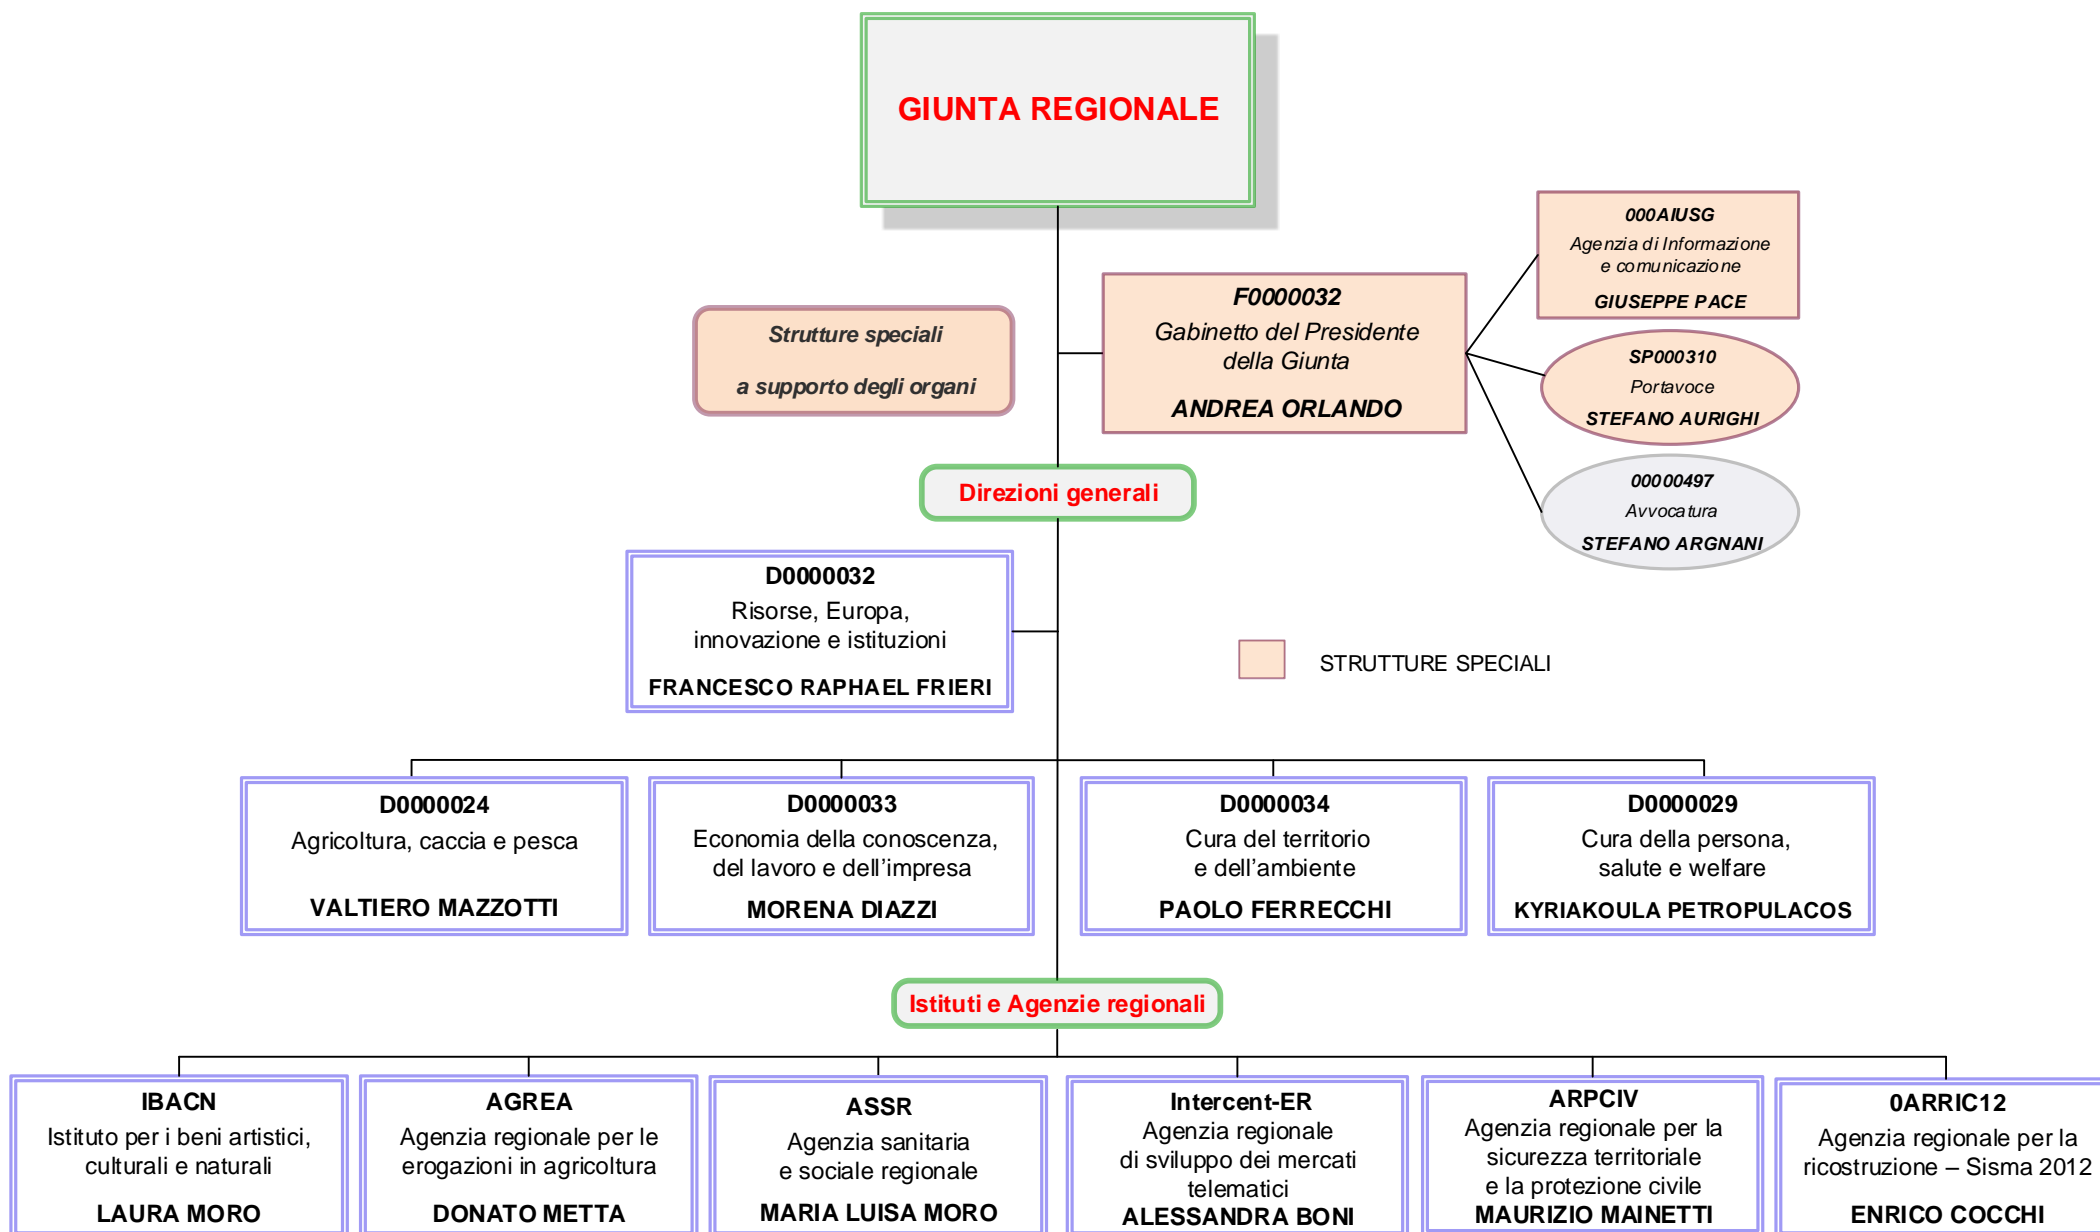 GIUNTA REGIONALE
000AIUSG
Agenzia di Informazione
e comunicazione
GIUSEPPE PACE
F0000032
Gabinetto del Presidente
della Giunta
ANDREA ORLANDO
Strutture speciali
a supporto degli organi
SP000310
Portavoce
STEFANO AURIGHI
00000497
Avvocatura
STEFANO ARGNANI
Direzioni generali
D0000032
Risorse, Europa,
innovazione e istituzioni
FRANCESCO RAPHAEL FRIERI
STRUTTURE SPECIALI
D0000024
Agricoltura, caccia e pesca
VALTIERO MAZZOTTI
D0000033
Economia della conoscenza,
del lavoro e dell’impresa
MORENA DIAZZI
D0000034
Cura del territorio
e dell’ambiente
PAOLO FERRECCHI
D0000029
Cura della persona,
salute e welfare
KYRIAKOULA PETROPULACOS
Istituti e Agenzie regionali
IBACN
Istituto per i beni artistici,
culturali e naturali
LAURA MORO
AGREA
Agenzia regionale per le
erogazioni in agricoltura
DONATO METTA
ASSR
Agenzia sanitaria
e sociale regionale
MARIA LUISA MORO
Intercent-ER
Agenzia regionale
di sviluppo dei mercati
telematici
ALESSANDRA BONI
ARPCIV
Agenzia regionale per la
sicurezza territoriale
e la protezione civile
MAURIZIO MAINETTI
0ARRIC12
Agenzia regionale per la
ricostruzione – Sisma 2012
ENRICO COCCHI